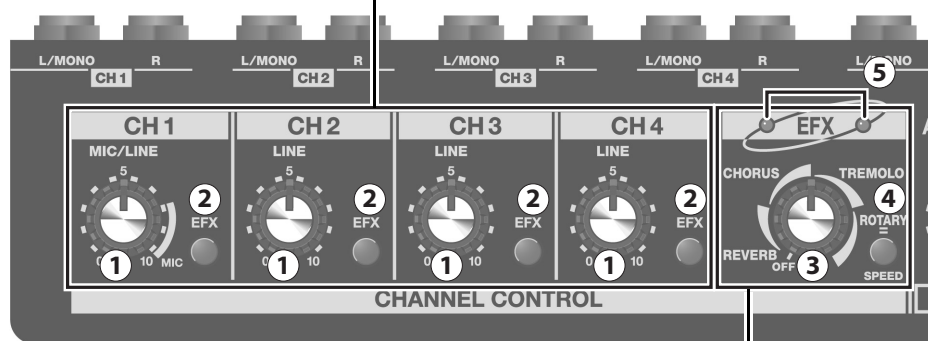 L/MONO R L/MONO R L/MONO R L/MONO R L/MONO
CH 1 CH 2 CH 3 CH 4
5
CH 1 CH 2 CH 3 CH 4 EFX
MIC/LINE LINE LINE LINE
CHORUS TREMOLO
5 5 5 5
2 2 2 2 4
EFX EFX EFX EFX ROTARY
=
REVERB
0 1 10 MIC 0 1 10 0 1 10 0 1 10 OFF 3
SPEED
CHANNEL CONTROL